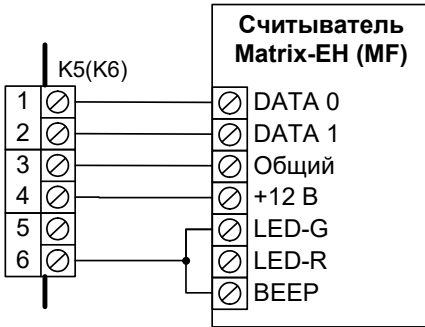 Считыватель
Matrix-EH (MF)
K5(K6)
1 DATA 0
2 DATA 1
3 Общий
4 +12 В
5 LED-G
6 LED-R
BEEP